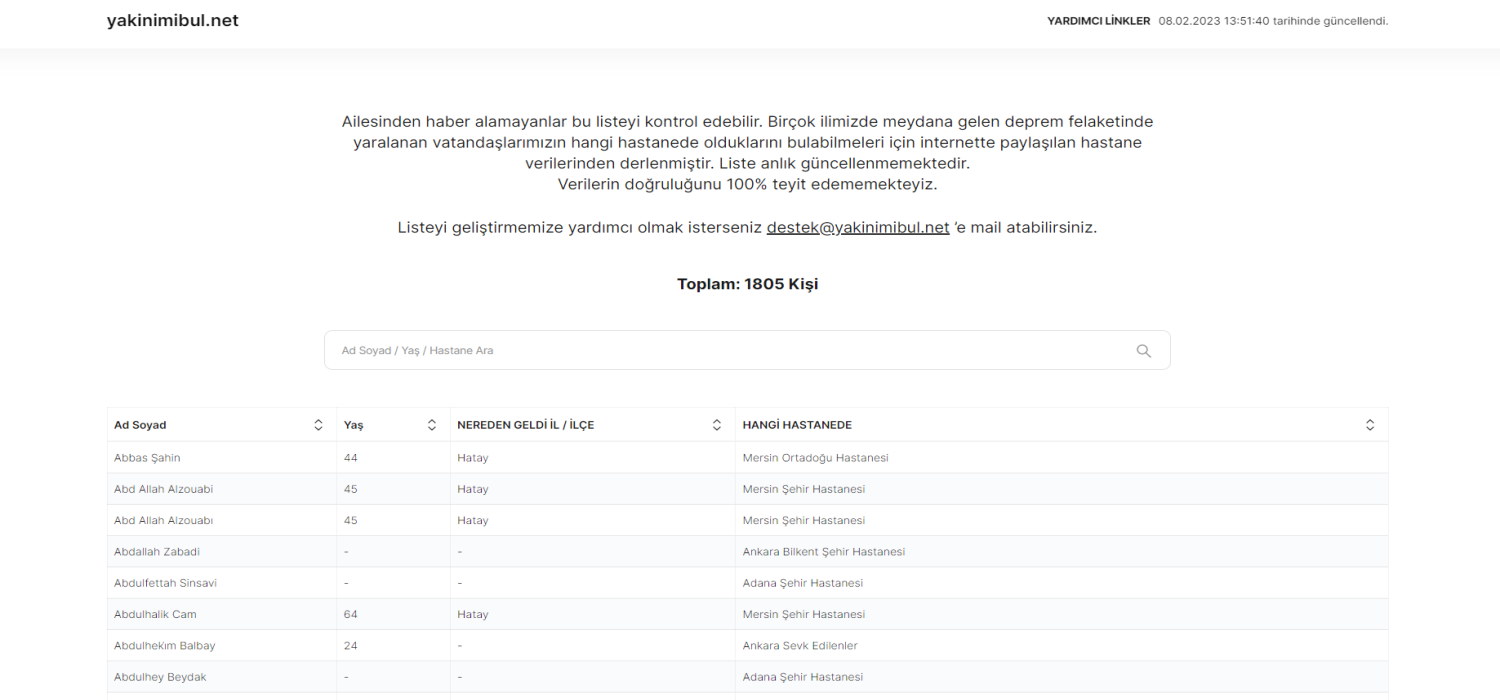 yakinimibul.net
YARDIMCI LİNKLER 08.02.2023 13:51:40 tarihinde güncellendi.
Ailesinden haber alamayanlar bu listeyi kontrol edebilir. Birçok ilimizde meydana gelen deprem felaketinde
yaralanan vatandaşlarımızın hangi hastanede olduklarını bulabilmeleri için internette paylaşılan hastane
verilerinden derlenmiştir. Liste anlık güncellenmemektedir.
Verilerin doğruluğunu 100% teyit edememekteyiz.
Listeyi geliştirmemize yardımcı olmak isterseniz destek@yakinimibul.net ’e mail atabilirsiniz.
Toplam: 1805 Kişi
Ad Soyad / Yaş / Hastane Ara
Ad Soyad Yaş NEREDEN GELDİ İL / İLÇE HANGİ HASTANEDE
Abbas Şahin 44 Hatay Mersin Ortadoğu Hastanesi
Abd Allah Alzouabi 45 Hatay Mersin Şehir Hastanesi
Abd Allah Alzouabı 45 Hatay Mersin Şehir Hastanesi
Abdallah Zabadi - - Ankara Bilkent Şehir Hastanesi
Abdulfettah Sinsavi - - Adana Şehir Hastanesi
Abdulhalik Cam 64 Hatay Mersin Şehir Hastanesi
Abdulhekim Balbay 24 - Ankara Sevk Edilenler
Abdulhey Beydak - - Adana Şehir Hastanesi